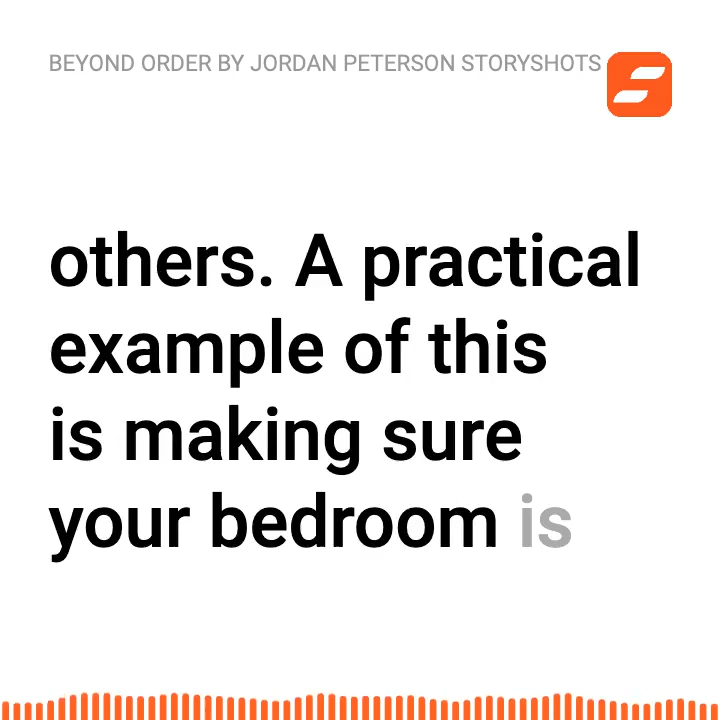 BEYOND ORDER BY JORDAN PETERSON STORYSHOTS
others. A practical
example of this
is making sure
your bedroom is